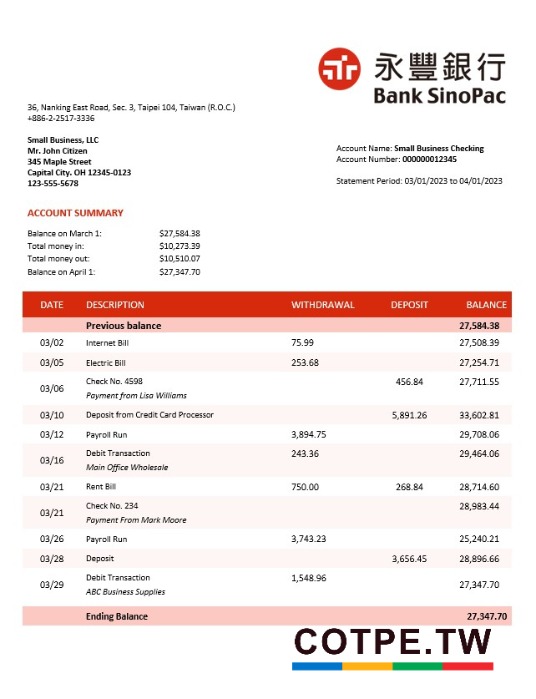 永豐銀行
Bank SinoPac
36, Nanking East Road, Sec. 3, Taipei 104, Taiwan (R.O.C.)
+886-2-2517-3336
Small Business, LLC
Mr. John Citizen
345 Maple Street
Capital City. OH 12345-0123
123-555-5678
Account Name: Small Business Checking
Account Number: 000000012345
Statement Period: 03/01/2023 to 04/01/2023
ACCOUNT SUMMARY
Balance on March 1: $27,584.38
Total money in: $10,273.39
Total money out: $10,510.07
Balance on April 1: $27,347.70
DATE DESCRIPTION WITHDRAWAL DEPOSIT BALANCE
Previous balance 27,584.38
03/02 Internet Bill 75.99 27,508.39
03/05 Electric Bill 253.68 27,254.71
03/06 Check No. 4598 456.84 27,711.55
Payment from Lisa Williams
03/10 Deposit from Credit Card Processor 5,891.26 33,602.81
03/12 Payroll Run 3,894.75 29,708.06
03/16 Debit Transaction 243.36 29,464.06
Main Office Wholesale
03/21 Rent Bill 750.00 268.84 28,714.60
03/21 Check No. 234 28,983.44
Payment From Mark Moore
03/26 Payroll Run 3,743.23 25,240.21
03/28 Deposit 3,656.45 28,896.66
03/29 Debit Transaction 1,548.96 27,347.70
ABC Business Supplies
Ending Balance 27,347.70
COTPE.TW